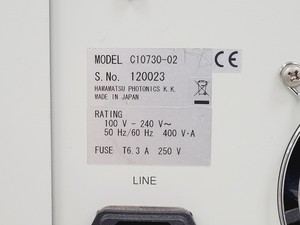 MODEL C10730-02
CE
S.No. 120023
HAMAMATSU PHOTONICS K.K.
MADE IN JAPAN
RATING
100 V - 240 V~
50 Hz/60 Hz 400 V·A
FUSE T6.3 A 250 V
LINE